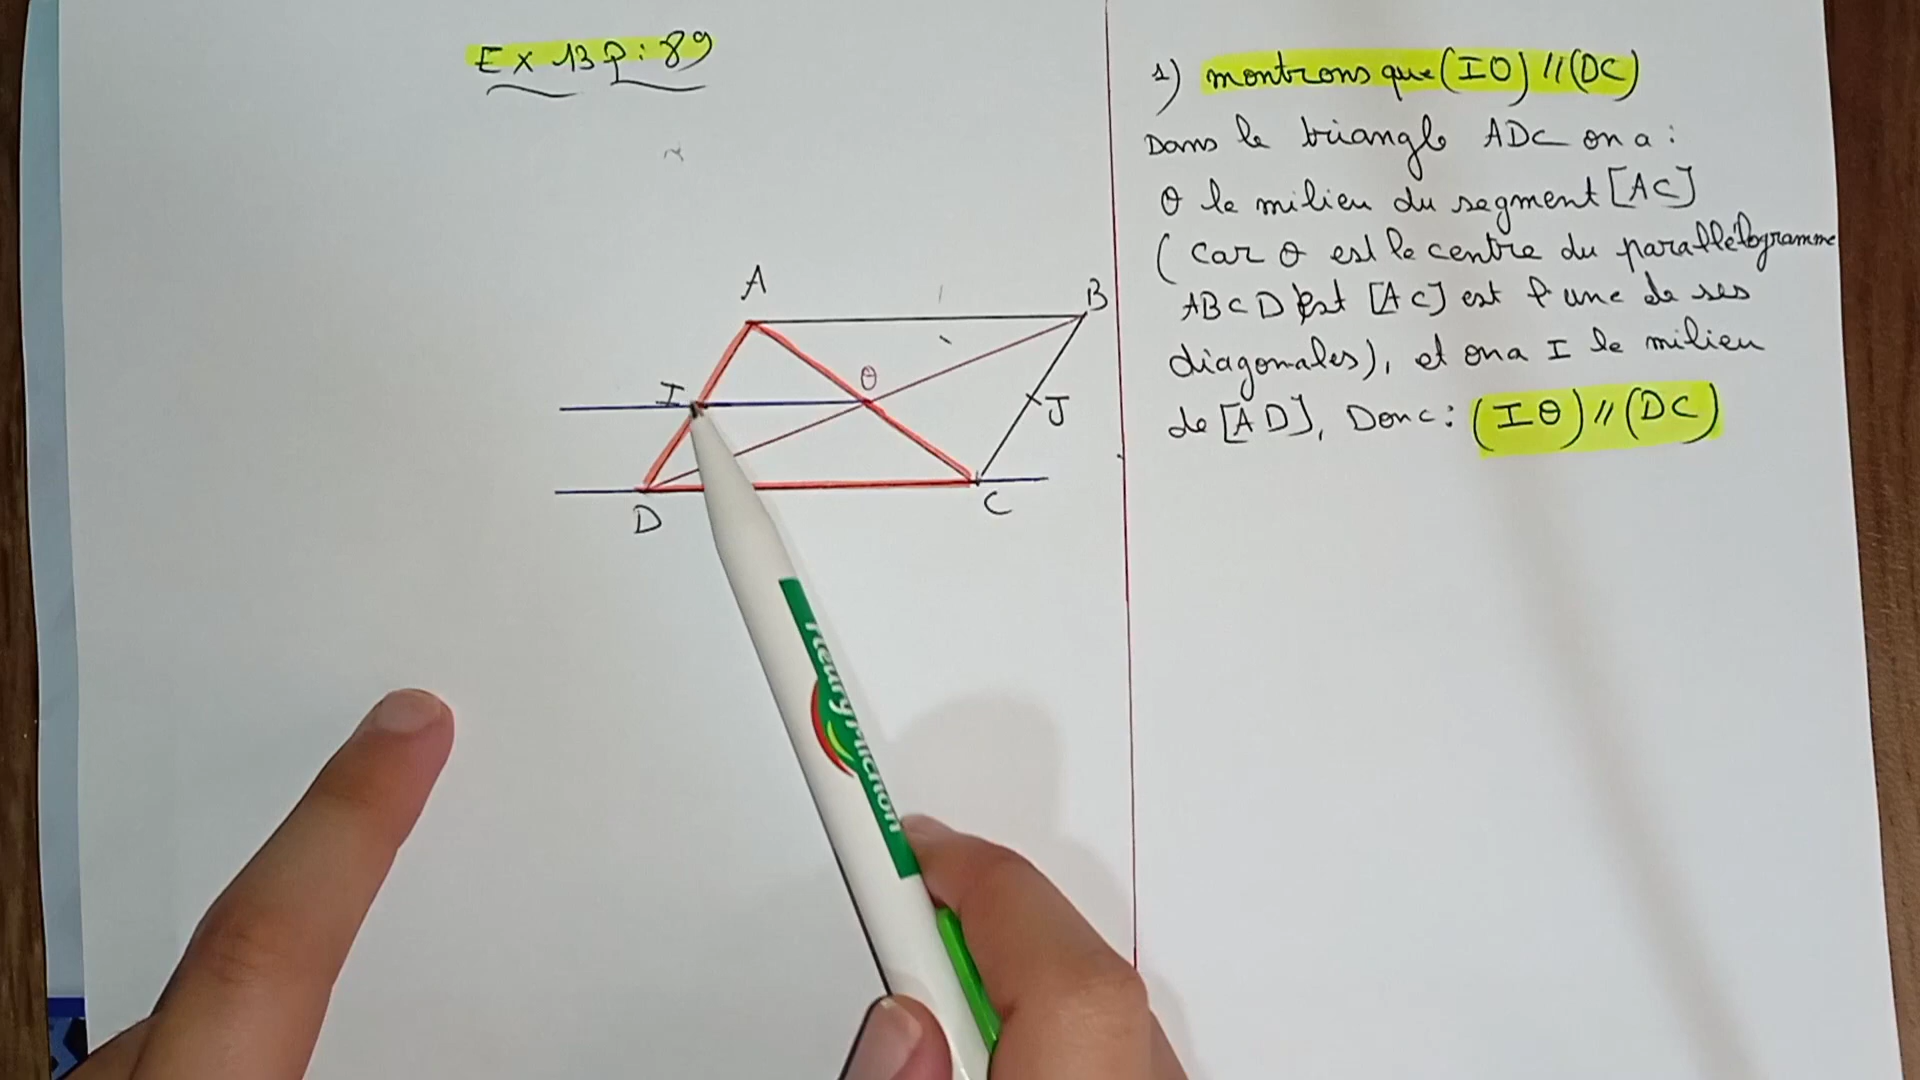 Ex 13 p: 89
A
B
I
O
J
D
C
Fleurymichon
1) montrons que (IO) // (DC)
Dans le triangle ADC on a :
O le milieu du segment [AC]
( car O est le centre du parallélogramme
ABCD et [AC] est l'une de ses
diagonales), et on a I le milieu
de [AD], Donc: (IO) // (DC)